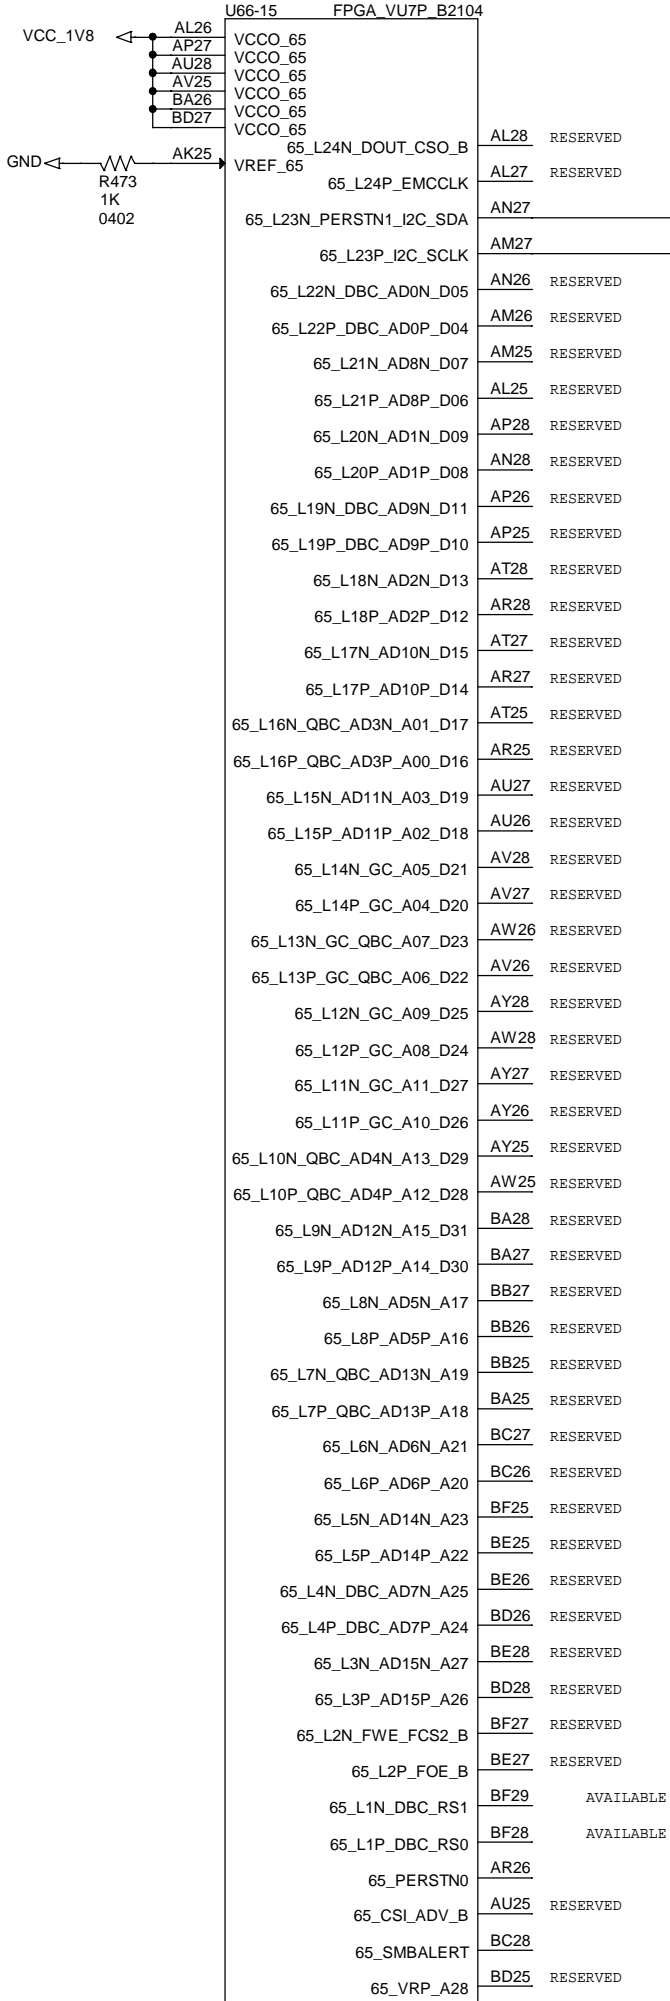 U66-15 FPGA_VU7P_B2104
VCC_1V8 AL26 VCCO_65
AP27 VCCO_65
AU28 VCCO_65
AV25 VCCO_65
BA26 VCCO_65
BD27 VCCO_65
65_L24N_DOUT_CSO_B AL28 RESERVED
GND AK25 VREF_65
R473
1K
0402
65_L24P_EMCCLK AL27 RESERVED
65_L23N_PERSTN1_I2C_SDA AN27
65_L23P_I2C_SCLK AM27
65_L22N_DBC_AD0N_D05 AN26 RESERVED
65_L22P_DBC_AD0P_D04 AM26 RESERVED
65_L21N_AD8N_D07 AM25 RESERVED
65_L21P_AD8P_D06 AL25 RESERVED
65_L20N_AD1N_D09 AP28 RESERVED
65_L20P_AD1P_D08 AN28 RESERVED
65_L19N_DBC_AD9N_D11 AP26 RESERVED
65_L19P_DBC_AD9P_D10 AP25 RESERVED
65_L18N_AD2N_D13 AT28 RESERVED
65_L18P_AD2P_D12 AR28 RESERVED
65_L17N_AD10N_D15 AT27 RESERVED
65_L17P_AD10P_D14 AR27 RESERVED
65_L16N_QBC_AD3N_A01_D17 AT25 RESERVED
65_L16P_QBC_AD3P_A00_D16 AR25 RESERVED
65_L15N_AD11N_A03_D19 AU27 RESERVED
65_L15P_AD11P_A02_D18 AU26 RESERVED
65_L14N_GC_A05_D21 AV28 RESERVED
65_L14P_GC_A04_D20 AV27 RESERVED
65_L13N_GC_QBC_A07_D23 AW26 RESERVED
65_L13P_GC_QBC_A06_D22 AV26 RESERVED
65_L12N_GC_A09_D25 AY28 RESERVED
65_L12P_GC_A08_D24 AW28 RESERVED
65_L11N_GC_A11_D27 AY27 RESERVED
65_L11P_GC_A10_D26 AY26 RESERVED
65_L10N_QBC_AD4N_A13_D29 AY25 RESERVED
65_L10P_QBC_AD4P_A12_D28 AW25 RESERVED
65_L9N_AD12N_A15_D31 BA28 RESERVED
65_L9P_AD12P_A14_D30 BA27 RESERVED
65_L8N_AD5N_A17 BB27 RESERVED
65_L8P_AD5P_A16 BB26 RESERVED
65_L7N_QBC_AD13N_A19 BB25 RESERVED
65_L7P_QBC_AD13P_A18 BA25 RESERVED
65_L6N_AD6N_A21 BC27 RESERVED
65_L6P_AD6P_A20 BC26 RESERVED
65_L5N_AD14N_A23 BF25 RESERVED
65_L5P_AD14P_A22 BE25 RESERVED
65_L4N_DBC_AD7N_A25 BE26 RESERVED
65_L4P_DBC_AD7P_A24 BD26 RESERVED
65_L3N_AD15N_A27 BE28 RESERVED
65_L3P_AD15P_A26 BD28 RESERVED
65_L2N_FWE_FCS2_B BF27 RESERVED
65_L2P_FOE_B BE27 RESERVED
65_L1N_DBC_RS1 BF29 AVAILABLE
65_L1P_DBC_RS0 BF28 AVAILABLE
65_PERSTN0 AR26
65_CSI_ADV_B AU25 RESERVED
65_SMBALERT BC28
65_VRP_A28 BD25 RESERVED